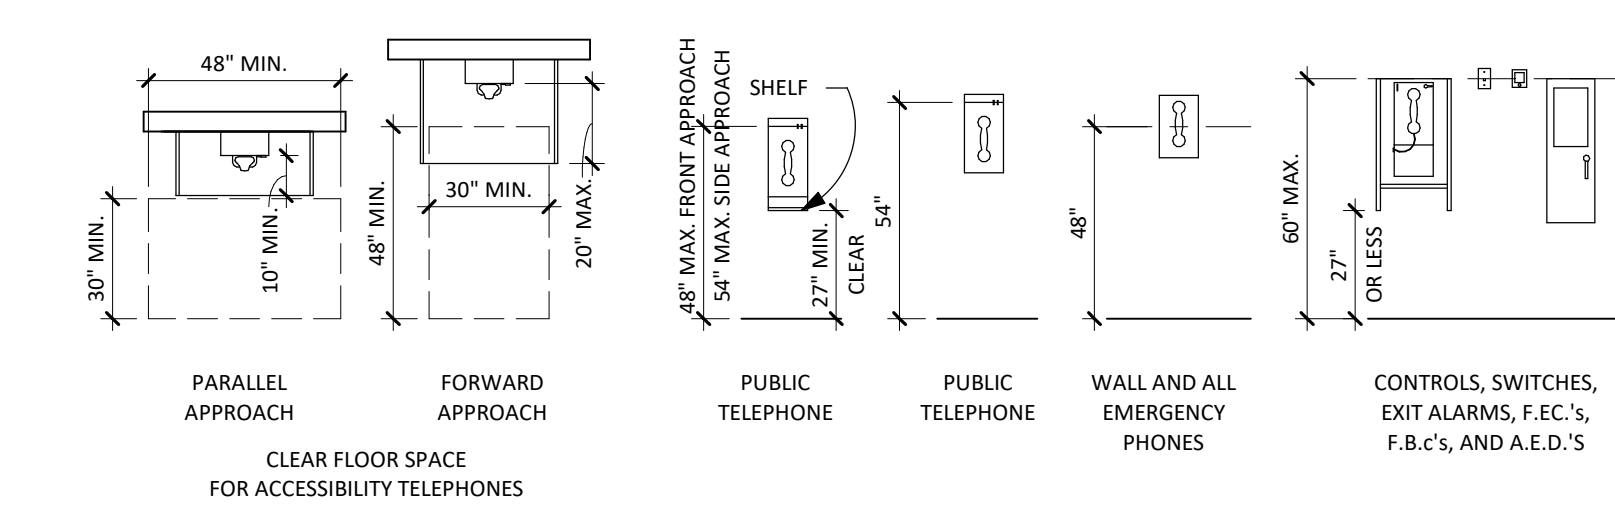 48" MIN.
30" MIN.
10" MIN.
PARALLEL
APPROACH
48" MIN.
30" MIN.
20" MAX.
FORWARD
APPROACH
CLEAR FLOOR SPACE
FOR ACCESSIBILITY TELEPHONES
48" MAX. FRONT APPROACH
54" MAX. SIDE APPROACH
SHELF
27" MIN.
CLEAR
PUBLIC
TELEPHONE
54"
PUBLIC
TELEPHONE
48"
WALL AND ALL
EMERGENCY
PHONES
60" MAX.
27"
OR LESS
CONTROLS, SWITCHES,
EXIT ALARMS, F.EC.'s,
F.B.c's, AND A.E.D.'S